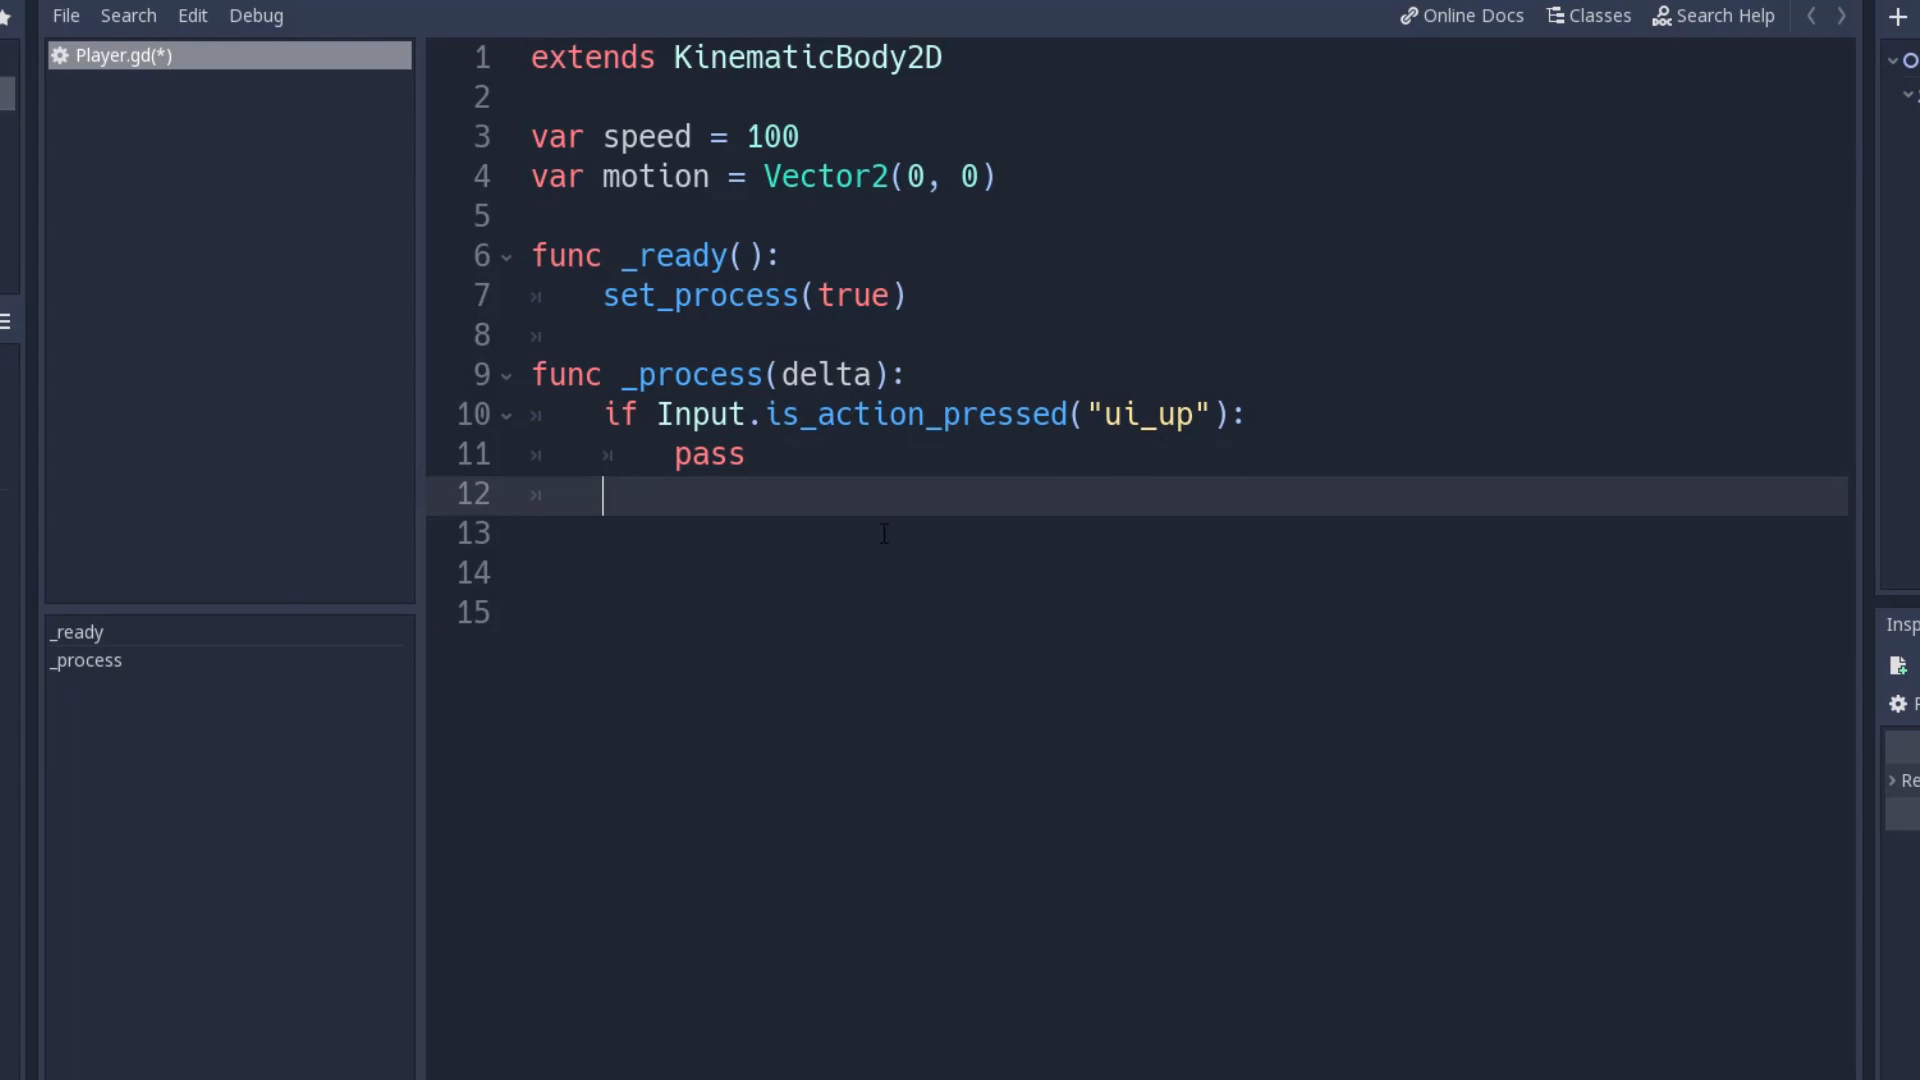 File Search Edit Debug Online Docs Classes Search Help
Player.gd(*)
1 extends KinematicBody2D
2
3 var speed = 100
4 var motion = Vector2(0, 0)
5
6 func _ready():
7 set_process(true)
8
9 func _process(delta):
10 if Input.is_action_pressed("ui_up"):
11 pass
12
13
14
15
_ready
_process
Insp
Re